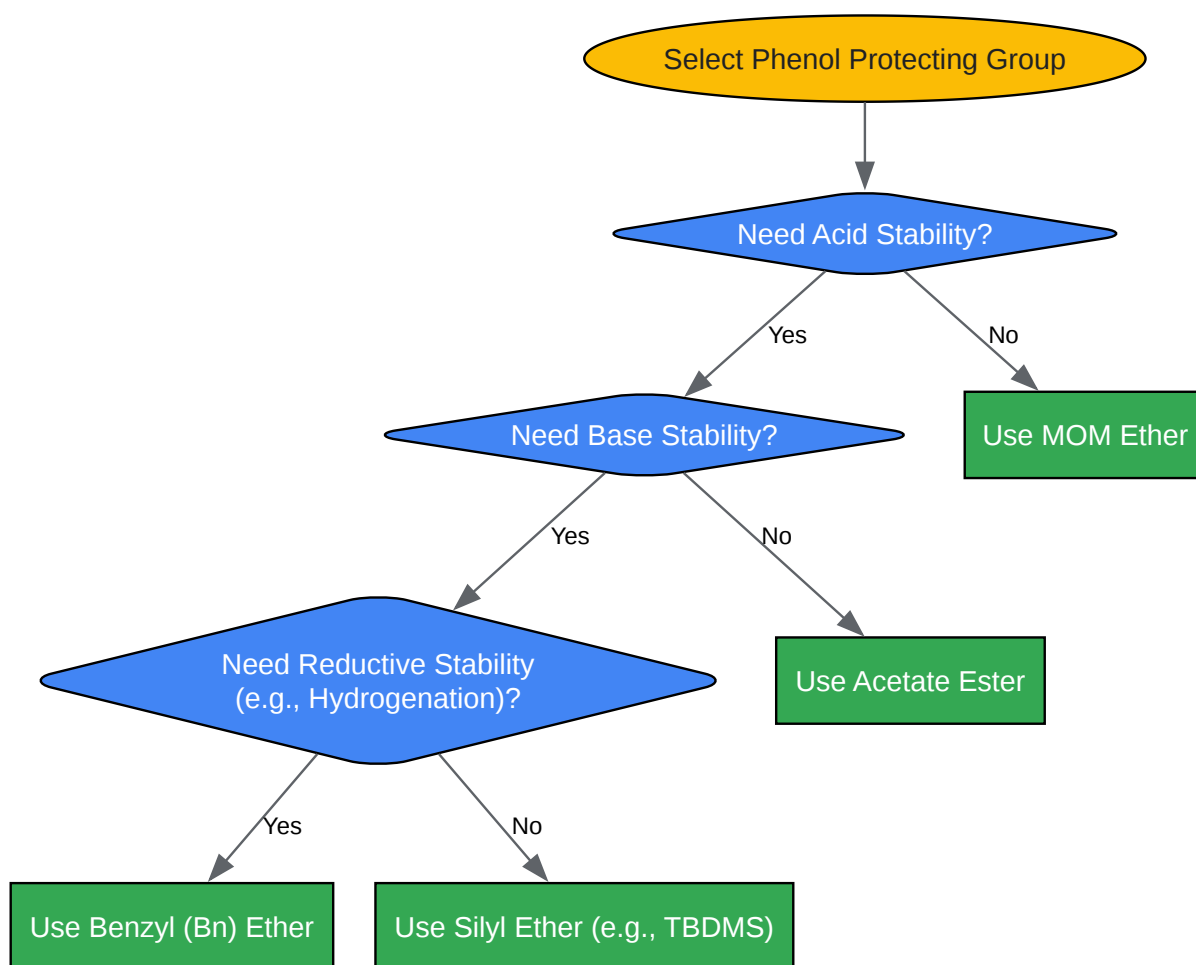 Select Phenol Protecting Group
Need Acid Stability?
Yes
No
Need Base Stability?
Use MOM Ether
Yes
No
Need Reductive Stability
(e.g., Hydrogenation)?
Use Acetate Ester
Yes
No
Use Benzyl (Bn) Ether
Use Silyl Ether (e.g., TBDMS)